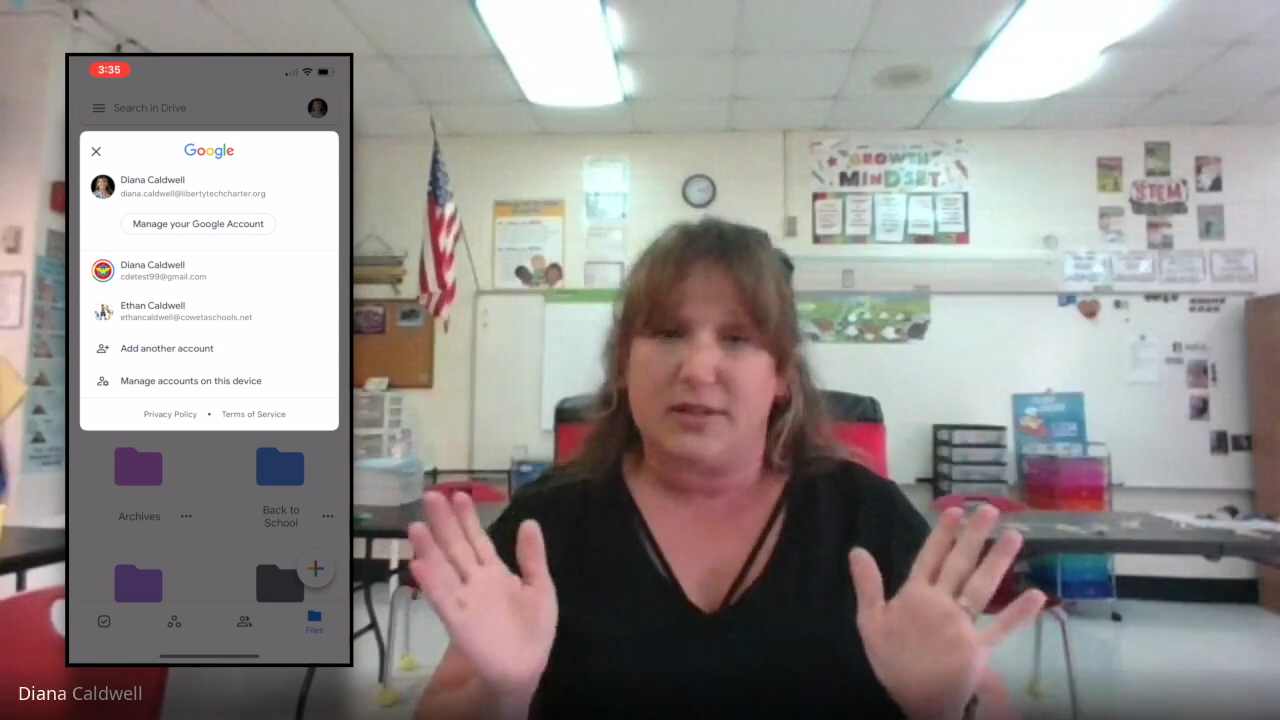 3:35
Search in Drive
Google
Diana Caldwell
diana.caldwell@libertytechcharter.org
Manage your Google Account
Diana Caldwell
cdetest99@gmail.com
Ethan Caldwell
ethancaldwell@cowetaschools.net
Add another account
Manage accounts on this device
Privacy Policy • Terms of Service
Archives
Back to
School
Files
GROWTH
MINDSET
STEM
Diana Caldwell